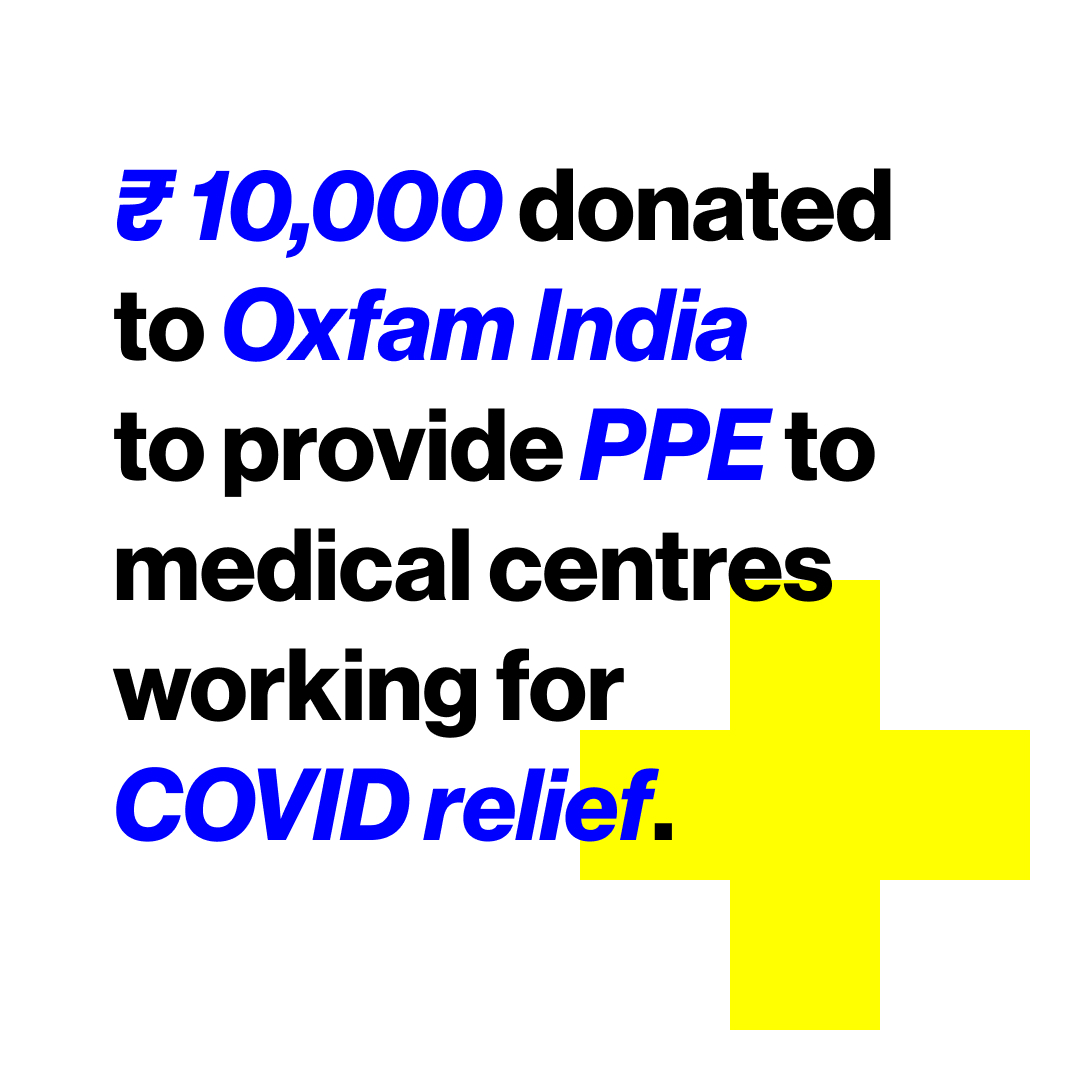 ₹ 10,000 donated
to Oxfam India
to provide PPE to
medical centres
working for
COVID relief.